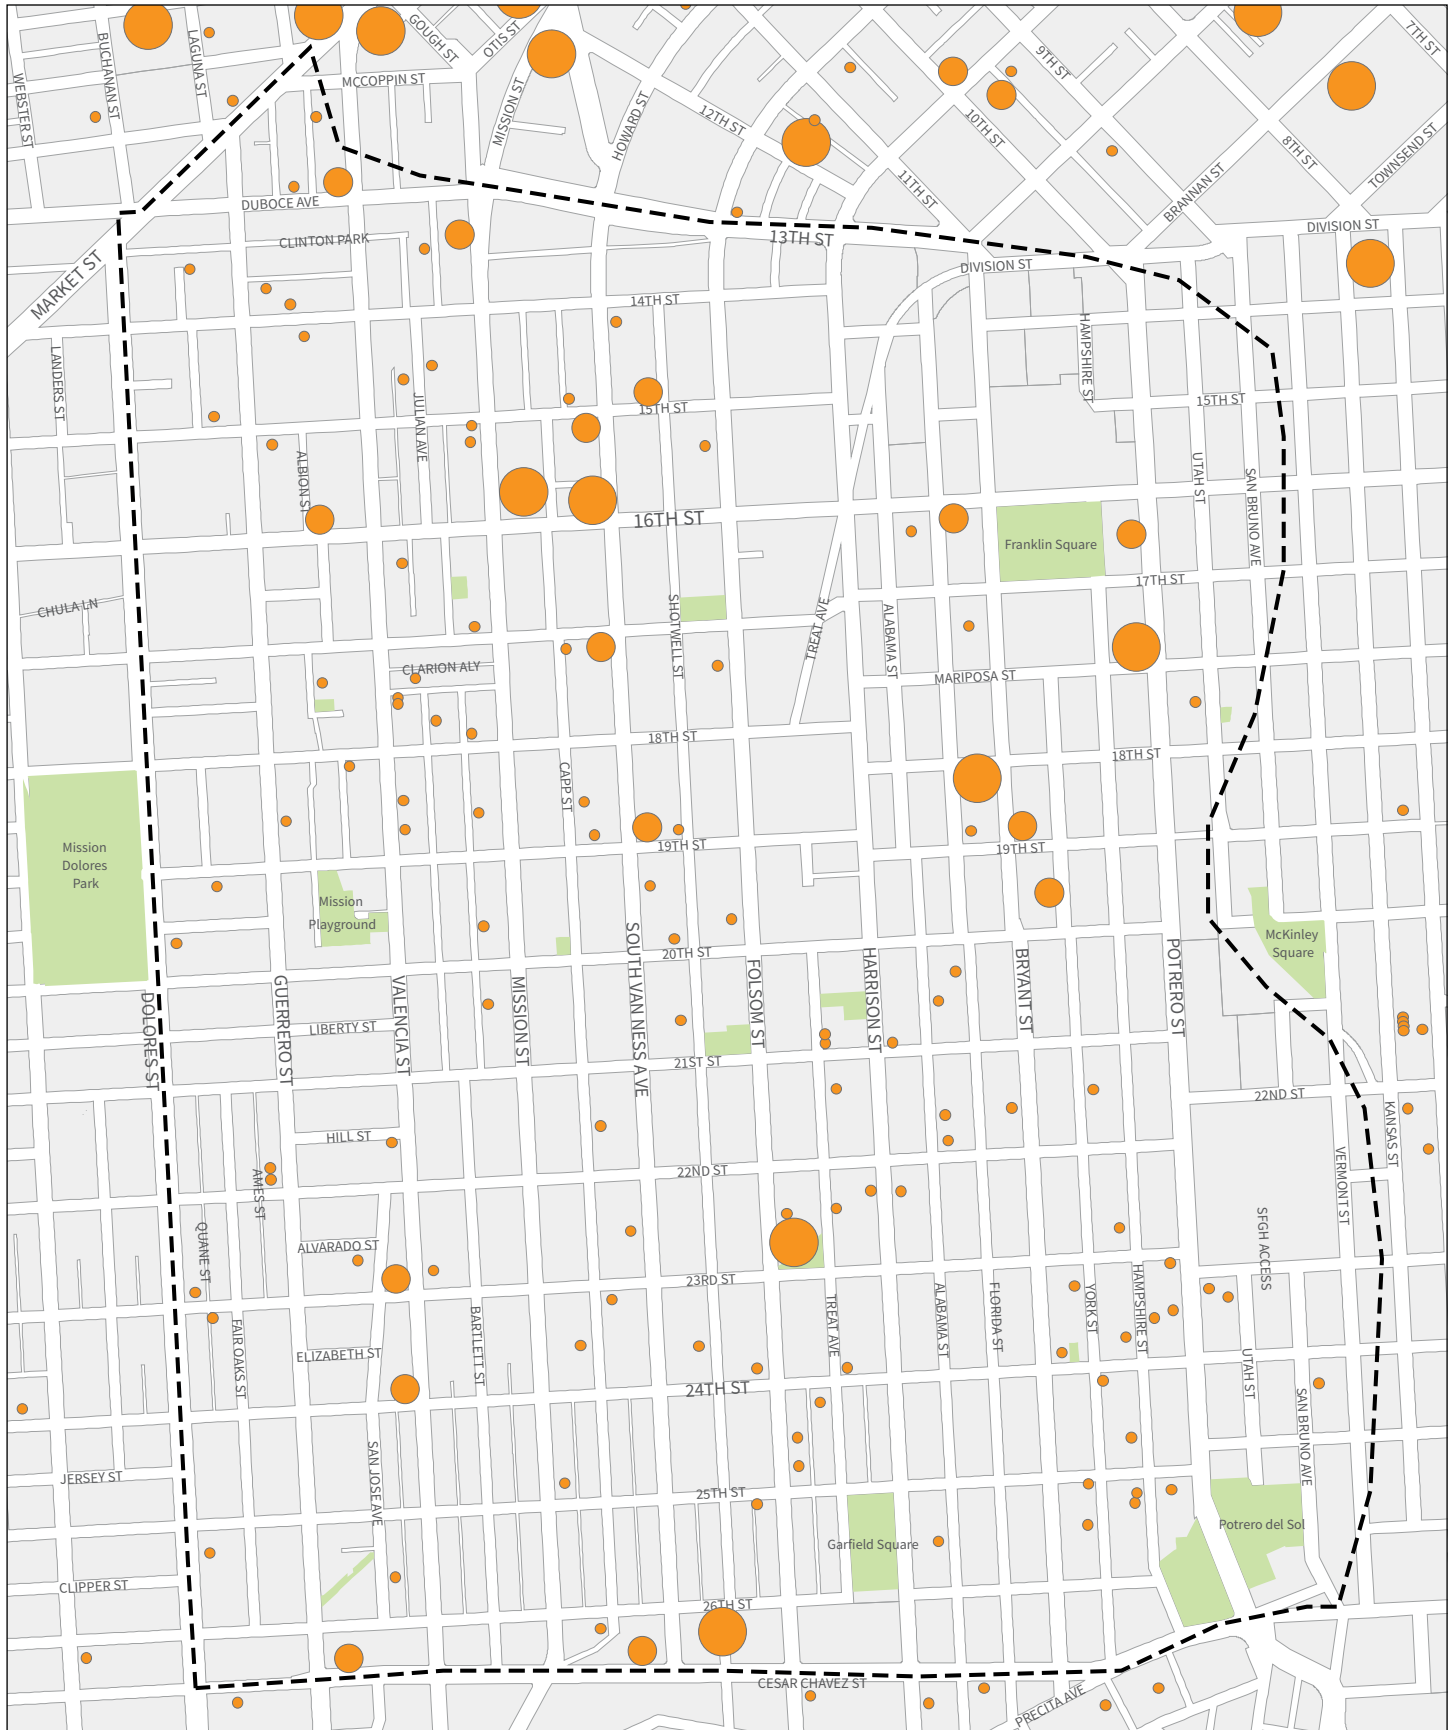 GOUGH ST
OTIS ST
7TH ST
BUCHANAN ST
LAGUNA ST
9TH ST
WEBSTER ST
MCCOPPIN ST
MISSION ST
HOWARD ST
12TH ST
10TH ST
8TH ST
TOWNSEND ST
11TH ST
BRANNAN ST
DUBOCE AVE
CLINTON PARK
13TH ST
DIVISION ST
DIVISION ST
MARKET ST
14TH ST
HAMPSHIRE ST
LANDERS ST
JULIAN AVE
15TH ST
15TH ST
ALBION ST
UTAH ST
SAN BRUNO AVE
16TH ST
Franklin Square
17TH ST
CHULA LN
SHOTWELL ST
TREAT AVE
ALABAMA ST
CLARION ALY
MARIPOSA ST
18TH ST
18TH ST
CAPP ST
Mission
Dolores
Park
19TH ST
19TH ST
Mission
Playground
McKinley
Square
20TH ST
DOLORES ST
GUERRERO ST
VALENCIA ST
MISSION ST
SOUTH VAN NESS AVE
FOLSOM ST
HARRISON ST
BRYANT ST
POTRERO ST
LIBERTY ST
21ST ST
22ND ST
KANSAS ST
HILL ST
22ND ST
VERMONT ST
AMES ST
QUANE ST
ALVARADO ST
SFGH ACCESS
23RD ST
TREAT AVE
ALABAMA ST
FLORIDA ST
YORK ST
HAMPSHIRE ST
BARTLETT ST
FAIR OAKS ST
ELIZABETH ST
UTAH ST
24TH ST
SAN BRUNO AVE
SAN JOSE AVE
JERSEY ST
25TH ST
Potrero del Sol
Garfield Square
CLIPPER ST
26TH ST
CESAR CHAVEZ ST
PRECITA AVE